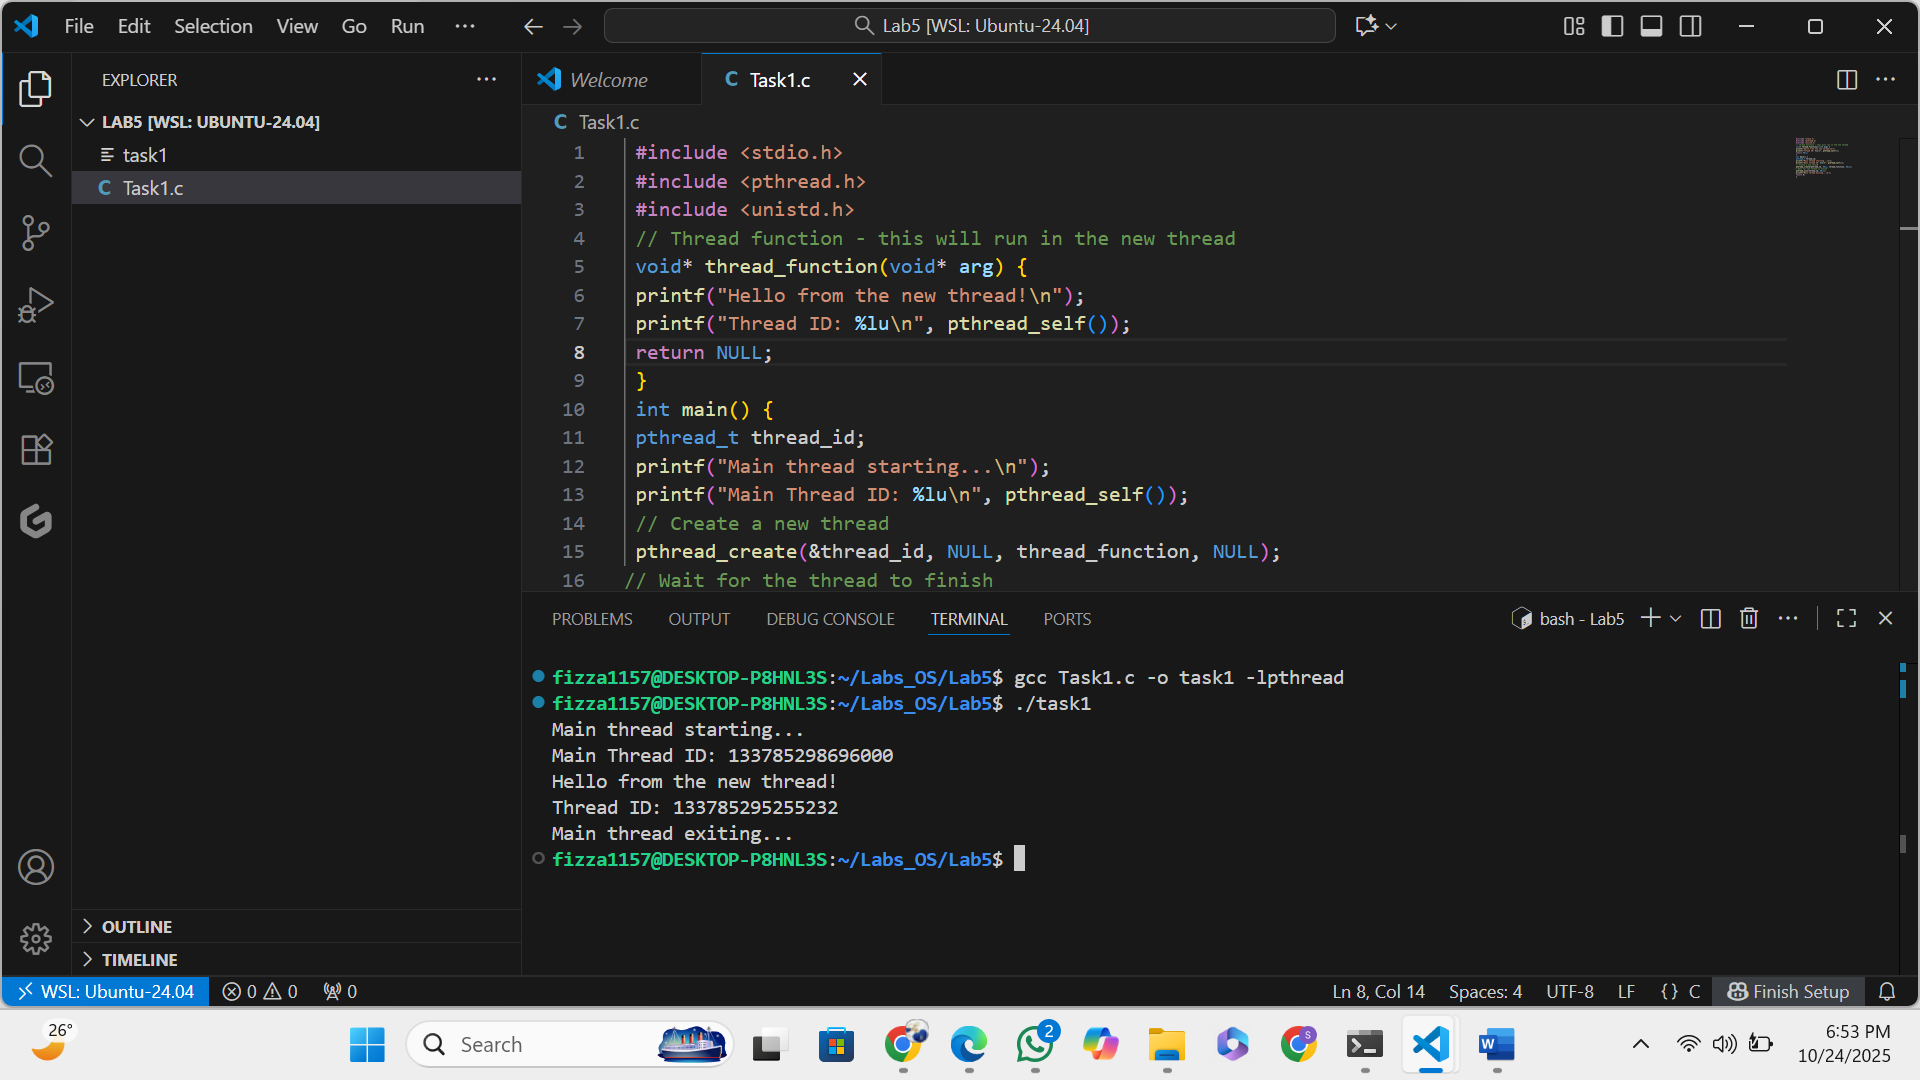 File Edit Selection View Go Run ···
Lab5 [WSL: Ubuntu-24.04]
EXPLORER
LAB5 [WSL: UBUNTU-24.04]
task1
C Task1.c
OUTLINE
TIMELINE
Welcome
C Task1.c
C Task1.c
1 #include <stdio.h>
2 #include <pthread.h>
3 #include <unistd.h>
4 // Thread function - this will run in the new thread
5 void* thread_function(void* arg) {
6 printf("Hello from the new thread!\n");
7 printf("Thread ID: %lu\n", pthread_self());
8 return NULL;
9 }
10 int main() {
11 pthread_t thread_id;
12 printf("Main thread starting...\n");
13 printf("Main Thread ID: %lu\n", pthread_self());
14 // Create a new thread
15 pthread_create(&thread_id, NULL, thread_function, NULL);
16 // Wait for the thread to finish
PROBLEMS OUTPUT DEBUG CONSOLE TERMINAL PORTS
bash - Lab5
fizza1157@DESKTOP-P8HNL3S:~/Labs_OS/Lab5$ gcc Task1.c -o task1 -lpthread
fizza1157@DESKTOP-P8HNL3S:~/Labs_OS/Lab5$ ./task1
Main thread starting...
Main Thread ID: 133785298696000
Hello from the new thread!
Thread ID: 133785295255232
Main thread exiting...
fizza1157@DESKTOP-P8HNL3S:~/Labs_OS/Lab5$
WSL: Ubuntu-24.04 0 0 0
Ln 8, Col 14 Spaces: 4 UTF-8 LF {} C Finish Setup
26°
Search
2
S
W
6:53 PM
10/24/2025